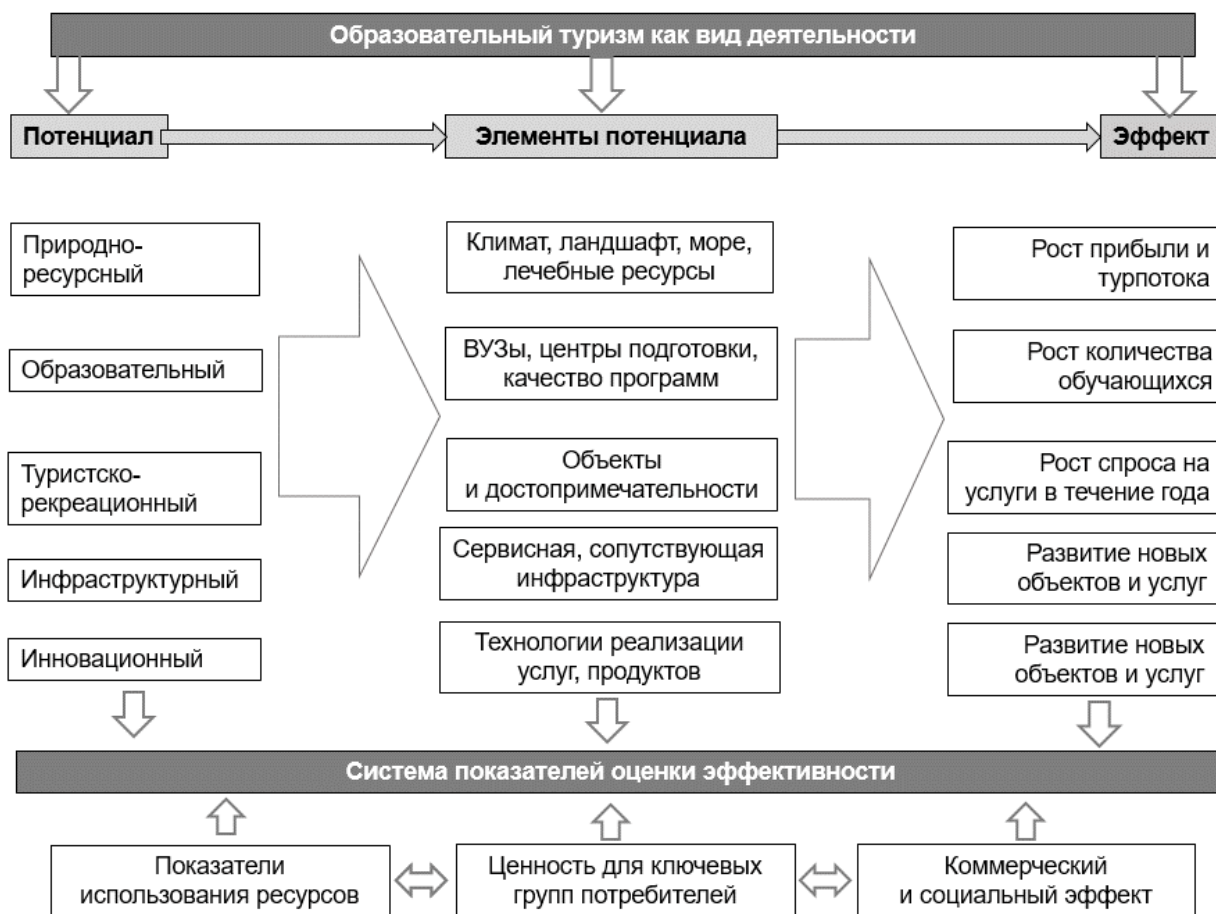 Образовательный туризм как вид деятельности
Потенциал
Элементы потенциала
Эффект
Природно-
ресурсный
Климат, ландшафт, море,
лечебные ресурсы
Рост прибыли и
турпотока
Образовательный
ВУЗы, центры подготовки,
качество программ
Рост количества
обучающихся
Туристско-
рекреационный
Объекты
и достопримечательности
Рост спроса на
услуги в течение года
Инфраструктурный
Сервисная, сопутствующая
инфраструктура
Развитие новых
объектов и услуг
Инновационный
Технологии реализации
услуг, продуктов
Развитие новых
объектов и услуг
Система показателей оценки эффективности
Показатели
использования ресурсов
Ценность для ключевых
групп потребителей
Коммерческий
и социальный эффект